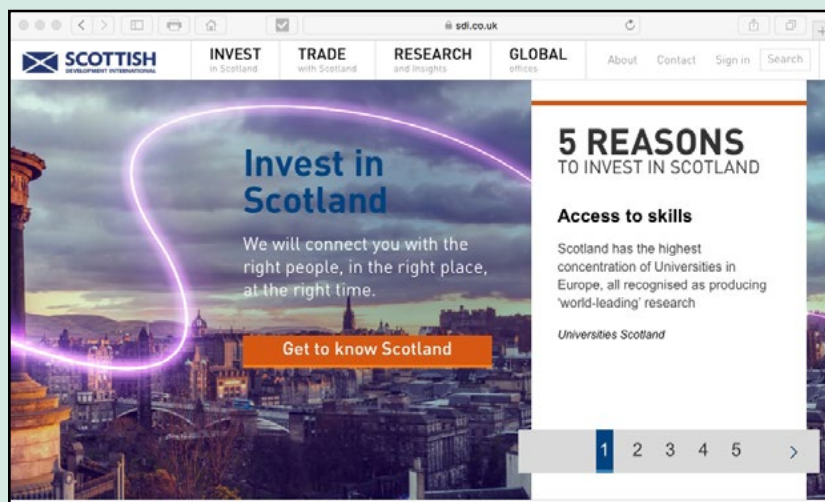 sdi.co.uk
SCOTTISH
DEVELOPMENT INTERNATIONAL
INVEST
in Scotland
TRADE
with Scotland
RESEARCH
and Insights
GLOBAL
offices
About
Contact
Sign in
Search
Invest in
Scotland
We will connect you with the
right people, in the right place,
at the right time.
Get to know Scotland
5 REASONS
TO INVEST IN SCOTLAND
Access to skills
Scotland has the highest
concentration of Universities in
Europe, all recognised as producing
'world-leading' research
Universities Scotland
1 2 3 4 5